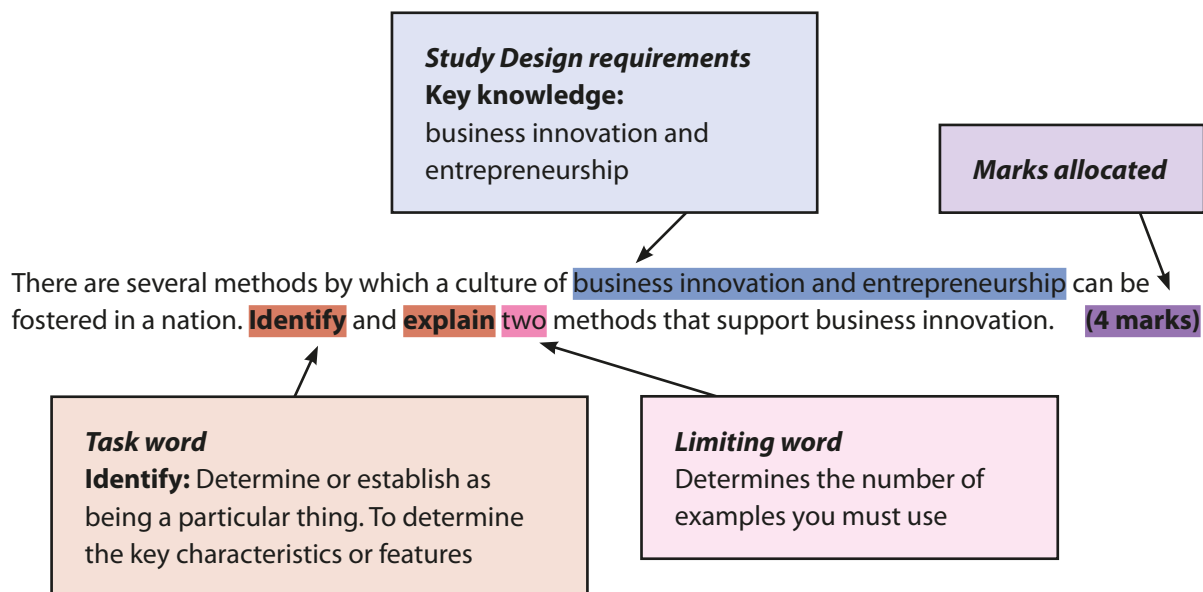 Study Design requirements
Key knowledge:
business innovation and
entrepreneurship
Marks allocated
There are several methods by which a culture of business innovation and entrepreneurship can be
fostered in a nation. Identify and explain two methods that support business innovation. (4 marks)
Task word
Identify: Determine or establish as
being a particular thing. To determine
the key characteristics or features
Limiting word
Determines the number of
examples you must use